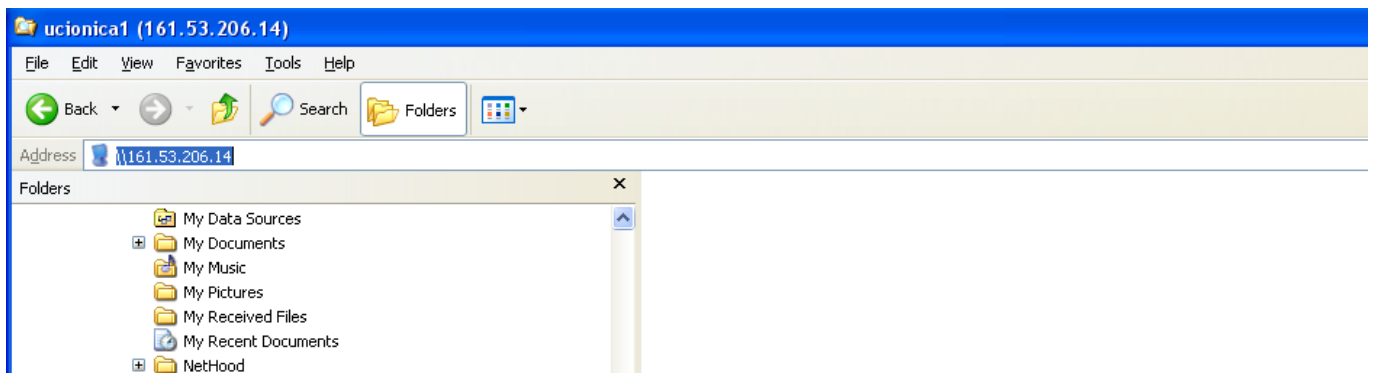 ucionica1 (161.53.206.14)
File Edit View Favorites Tools Help
Back Search Folders
Address \\161.53.206.14
Folders
My Data Sources
My Documents
My Music
My Pictures
My Received Files
My Recent Documents
NetHood